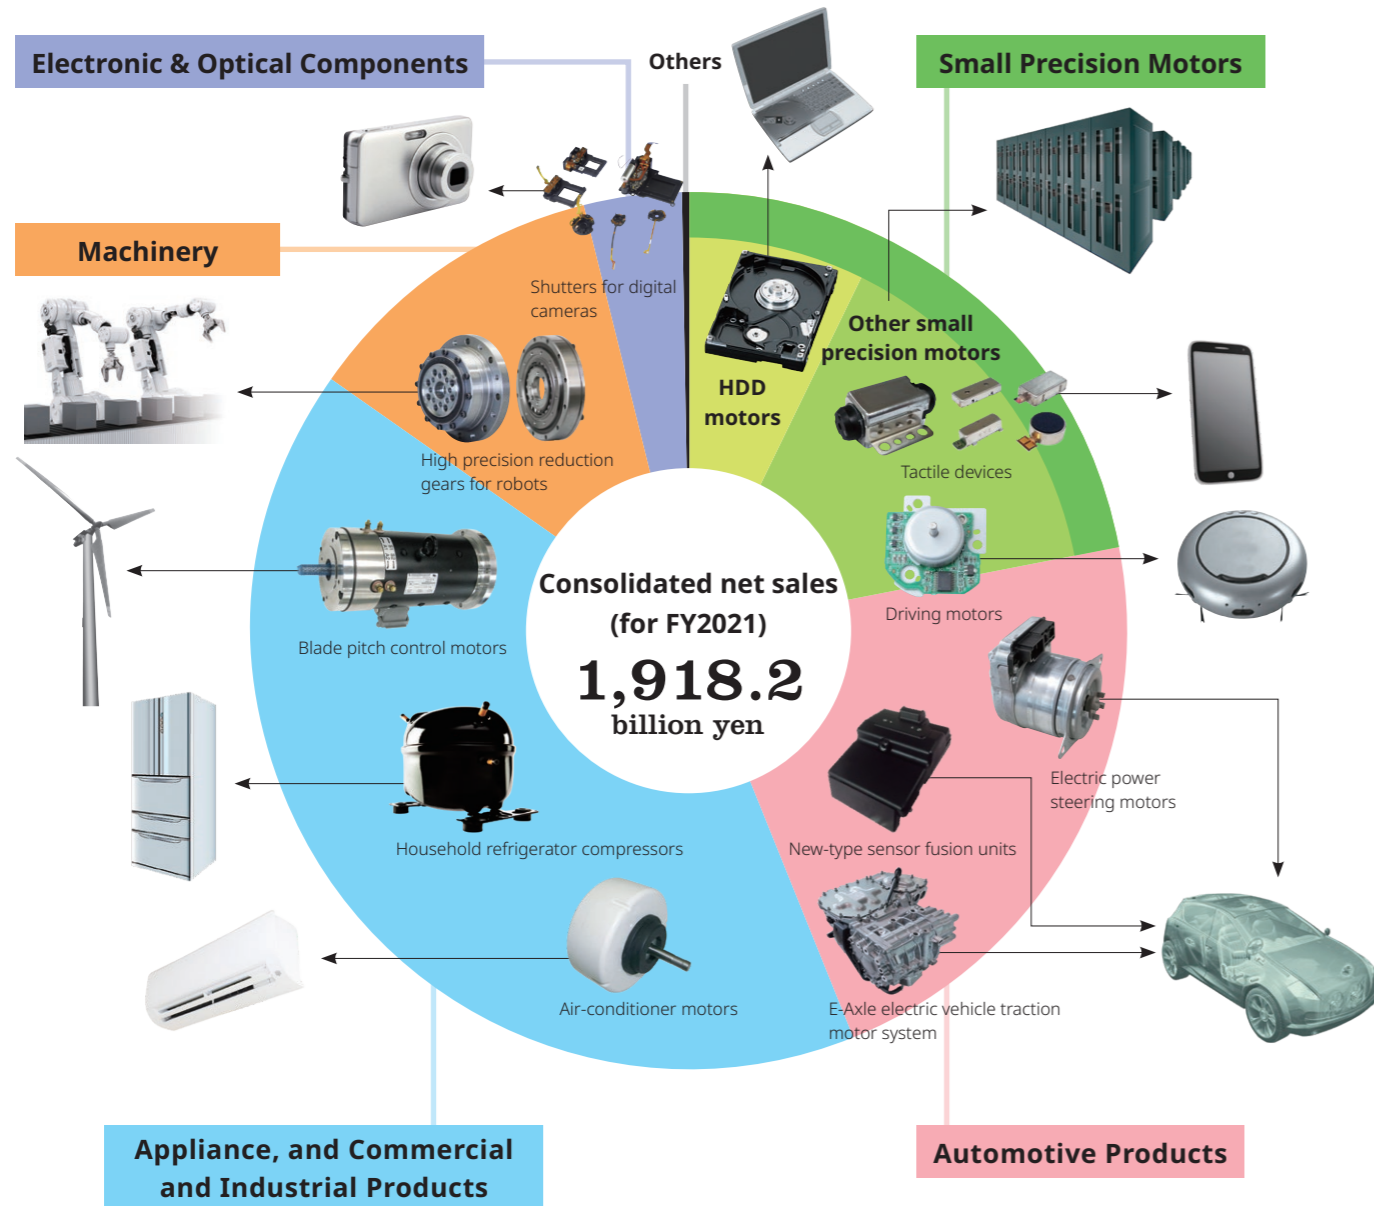 Electronic & Optical Components
Others
Small Precision Motors
Machinery
Shutters for digital
cameras
Other small
precision motors
HDD
motors
High precision reduction
gears for robots
Tactile devices
Driving motors
Blade pitch control motors
Consolidated net sales
(for FY2021)
1,918.2
billion yen
Electric power
steering motors
Household refrigerator compressors
New-type sensor fusion units
Air-conditioner motors
E-Axle electric vehicle traction
motor system
Appliance, and Commercial
and Industrial Products
Automotive Products